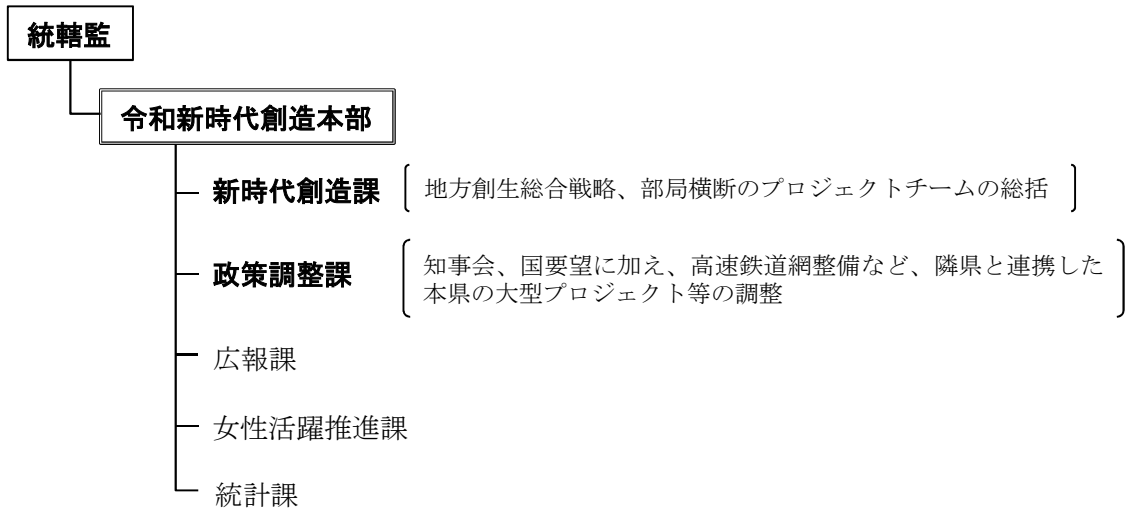 統轄監
令和新時代創造本部
新時代創造課 地方創生総合戦略、部局横断のプロジェクトチームの総括
政策調整課 知事会、国要望に加え、高速鉄道網整備など、隣県と連携した
本県の大型プロジェクト等の調整
広報課
女性活躍推進課
統計課